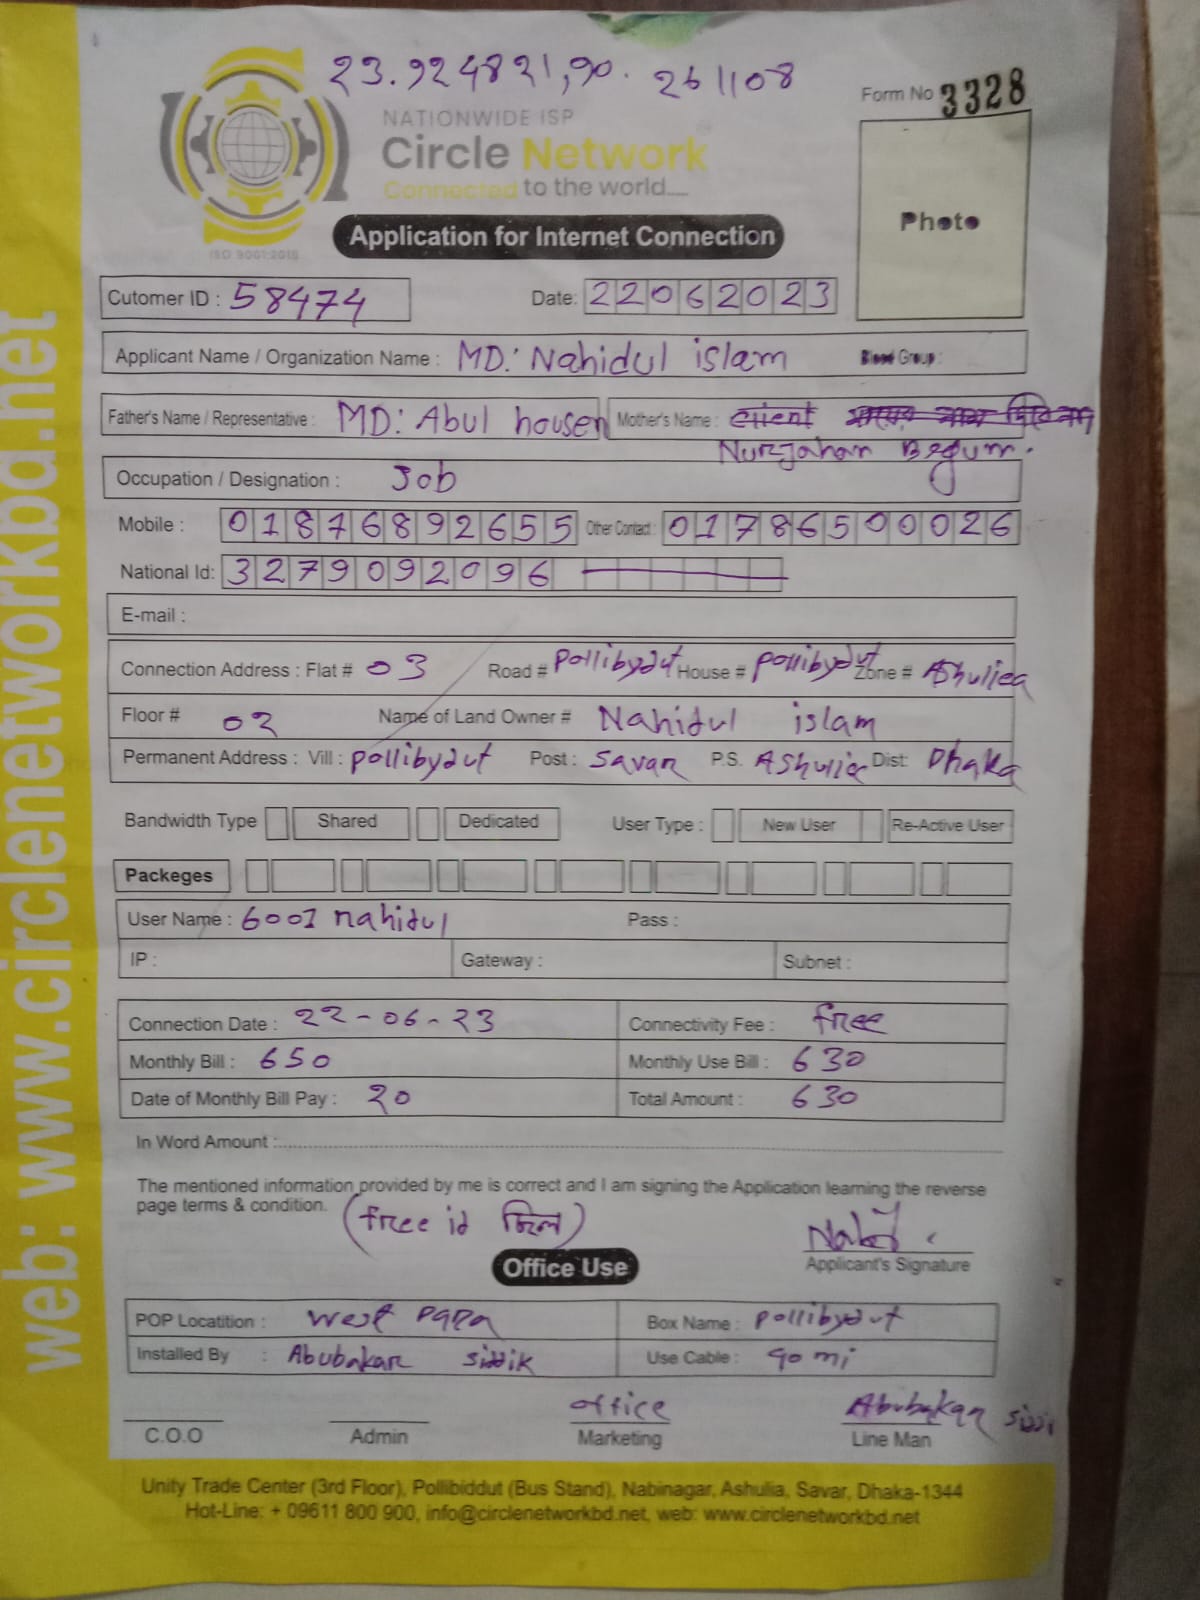 23.924821,90.261108
Form No 3328
NATIONWIDE ISP
Circle Network
Connected to the world.....
ISO 9001:2015
Photo
Application for Internet Connection
Cutomer ID : 58474 Date: 22062023
Applicant Name / Organization Name : MD: Nahidul islam Blood Group :
Father's Name / Representative : MD: Abul housen Mother's Name :
Nurjahan Begum.
Occupation / Designation : Job
Mobile : 01876892655 Other Contact : 01786500026
National Id: 3279092096
E-mail :
Connection Address : Flat # 03 Road # pollibydut House # pollibydut Zone # Ashuliea
Floor # 02 Name of Land Owner # Nahidul islam
Permanent Address : Vill : pollibydut Post : Savar P.S. Ashulia Dist: Dhaka
Bandwidth Type Shared Dedicated User Type : New User Re-Active User
Packeges
User Name : 6001nahidul Pass :
IP : Gateway : Subnet :
Connection Date : 22-06-23 Connectivity Fee : free
Monthly Bill : 650 Monthly Use Bill : 630
Date of Monthly Bill Pay : 20 Total Amount : 630
In Word Amount :
The mentioned information provided by me is correct and I am signing the Application learning the reverse
page terms & condition. (free id ছিল)
Nahid
Applicant's Signature
Office Use
POP Locatition : west para Box Name : pollibydut
Installed By : Abubakar siddik Use Cable : 90 mi
office Abubakar siddi
C.O.O Admin Marketing Line Man
Unity Trade Center (3rd Floor), Pollibiddut (Bus Stand), Nabinagar, Ashulia, Savar, Dhaka-1344
Hot-Line: + 09611 800 900, info@circlenetworkbd.net, web: www.circlenetworkbd.net
web: www.circlenetworkbd.net